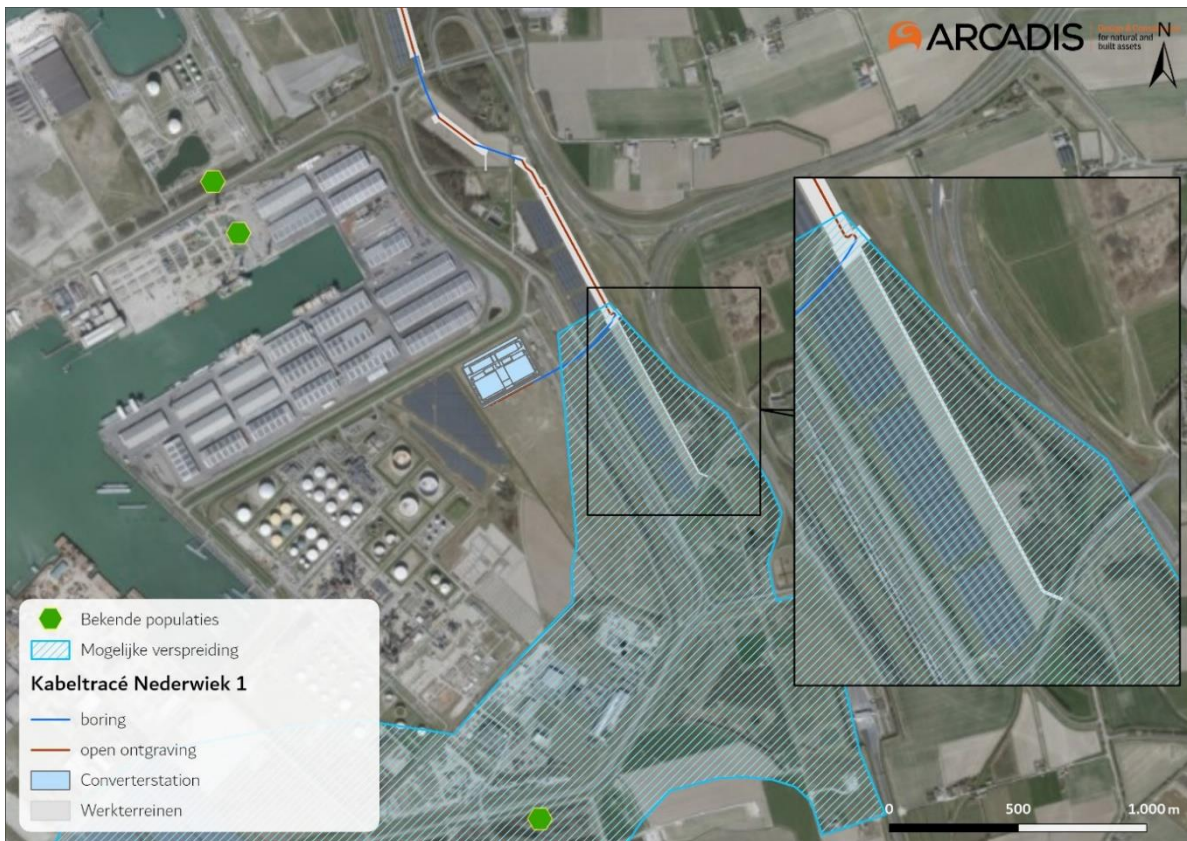 ARCADIS
for natural and
built assets
N
Bekende populaties
Mogelijke verspreiding
Kabeltracé Nederwiek 1
boring
open ontgraving
Converterstation
Werkterreinen
0 500 1.000 m